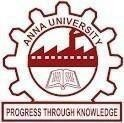 ANNA UNIVERSITY
PROGRESS THROUGH KNOWLEDGE